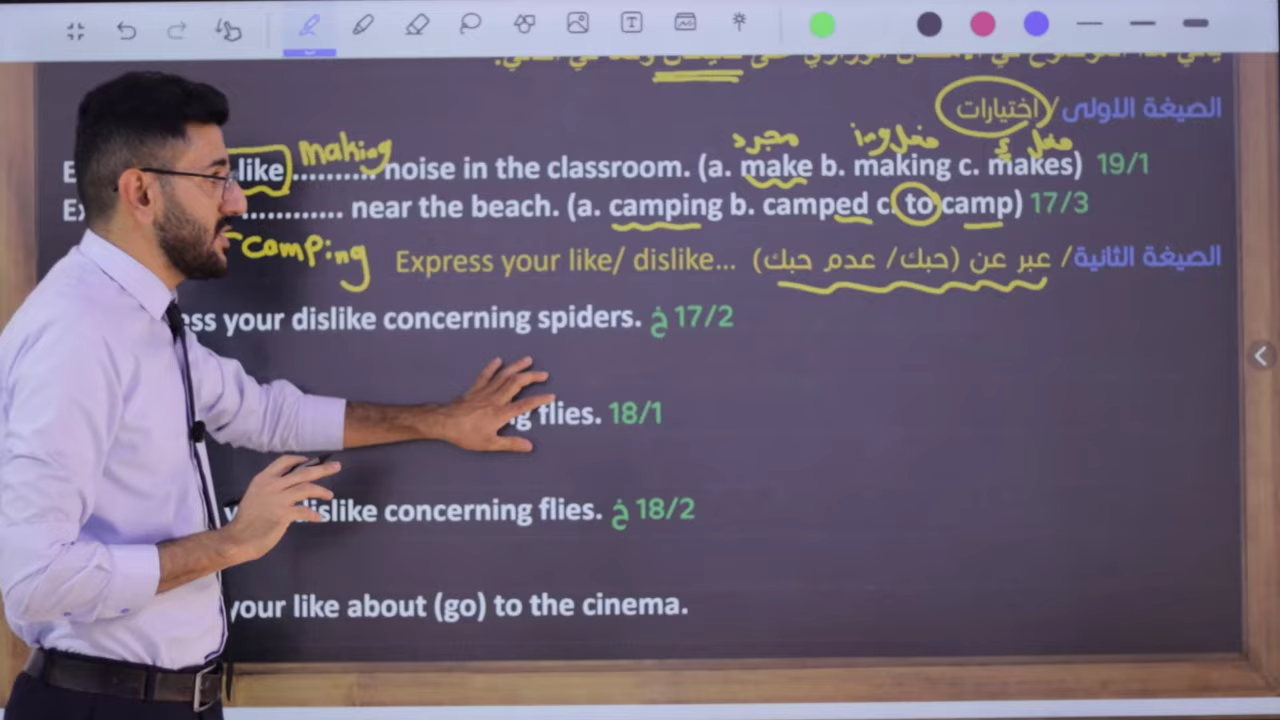 الصيغة الاولى/ اختيارات
مجرد فعل ing فعل
making
like .......... noise in the classroom. (a. make b. making c. makes) 19/1
............. near the beach. (a. camping b. camped c. to camp) 17/3
camping
الصيغة الثانية/ عبر عن (حبك/ عدم حبك) Express your like/ dislike...
your dislike concerning spiders. خ 17/2
flies. 18/1
dislike concerning flies. خ 18/2
your like about (go) to the cinema.